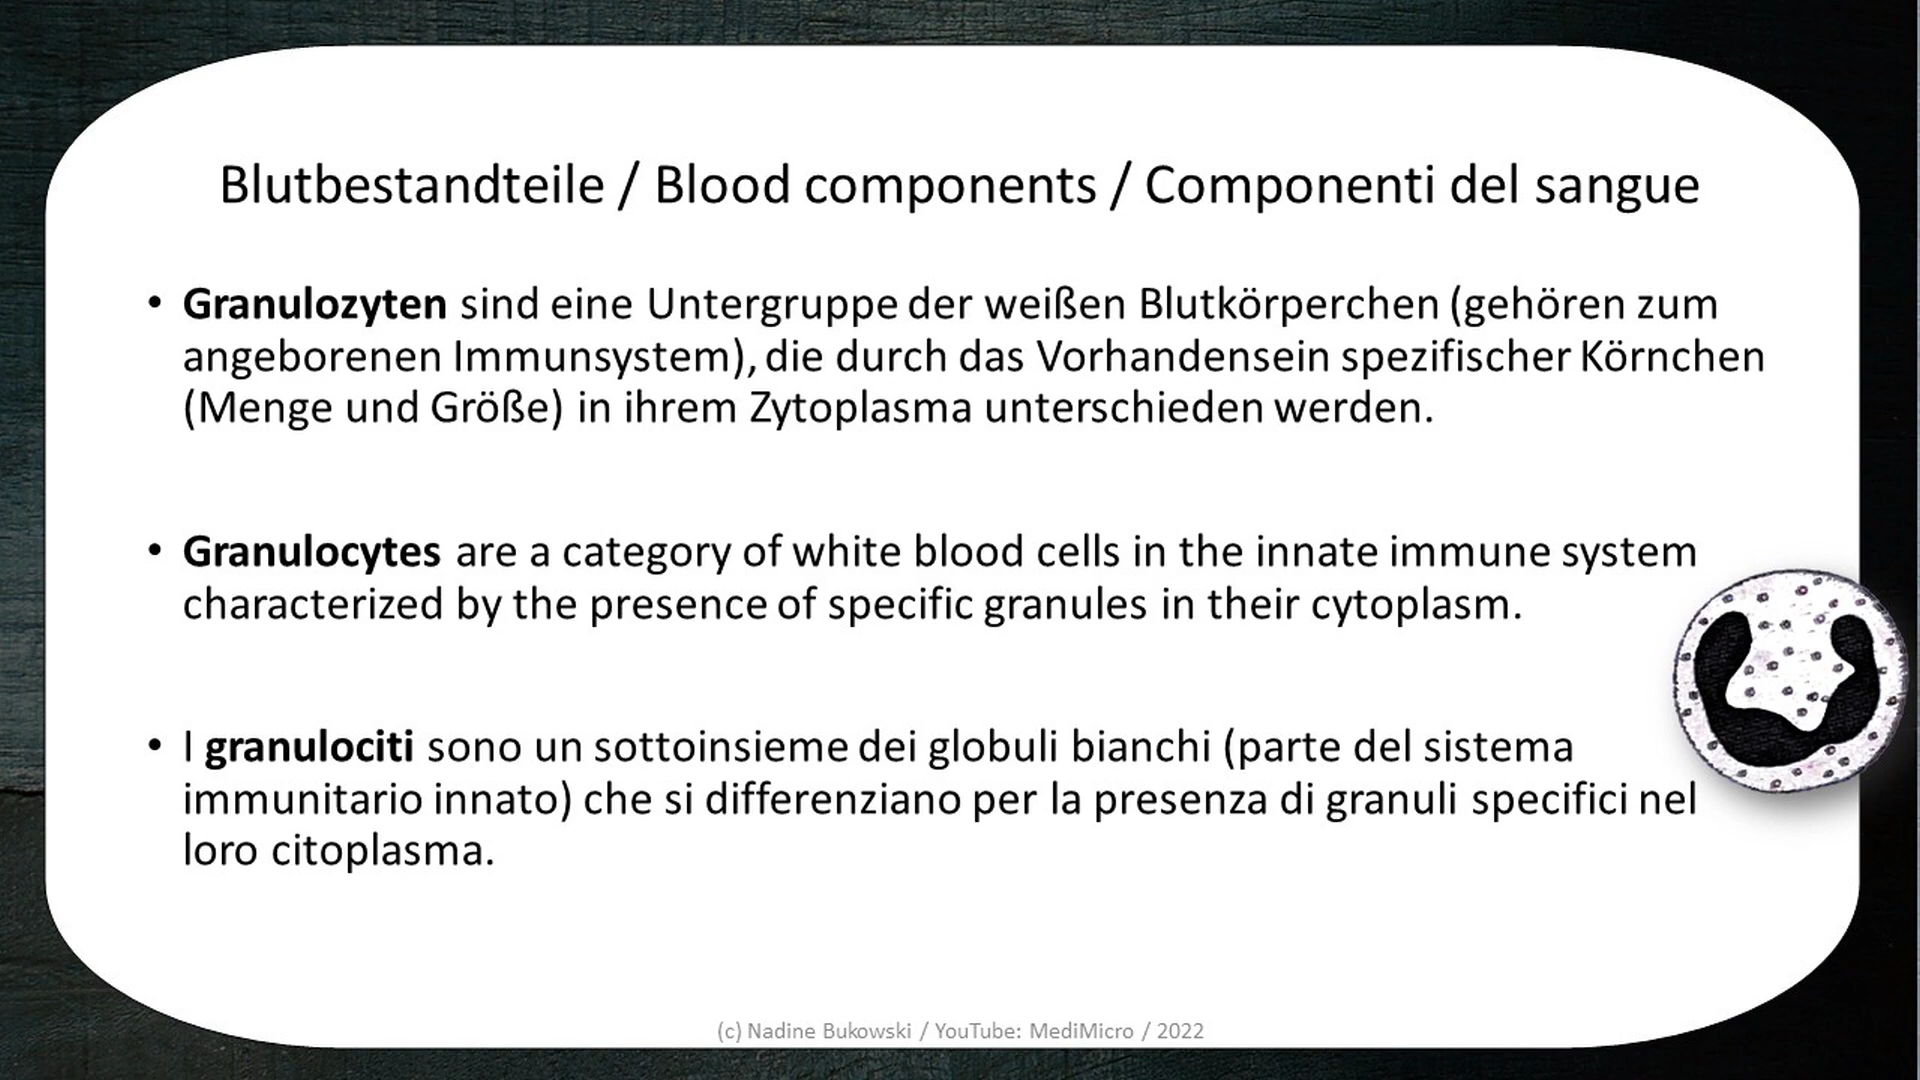 Blutbestandteile / Blood components / Componenti del sangue
• Granulozyten sind eine Untergruppe der weißen Blutkörperchen (gehören zum
angeborenen Immunsystem), die durch das Vorhandensein spezifischer Körnchen
(Menge und Größe) in ihrem Zytoplasma unterschieden werden.
• Granulocytes are a category of white blood cells in the innate immune system
characterized by the presence of specific granules in their cytoplasm.
• I granulociti sono un sottoinsieme dei globuli bianchi (parte del sistema
immunitario innato) che si differenziano per la presenza di granuli specifici nel
loro citoplasma.
(c) Nadine Bukowski / YouTube: MediMicro / 2022